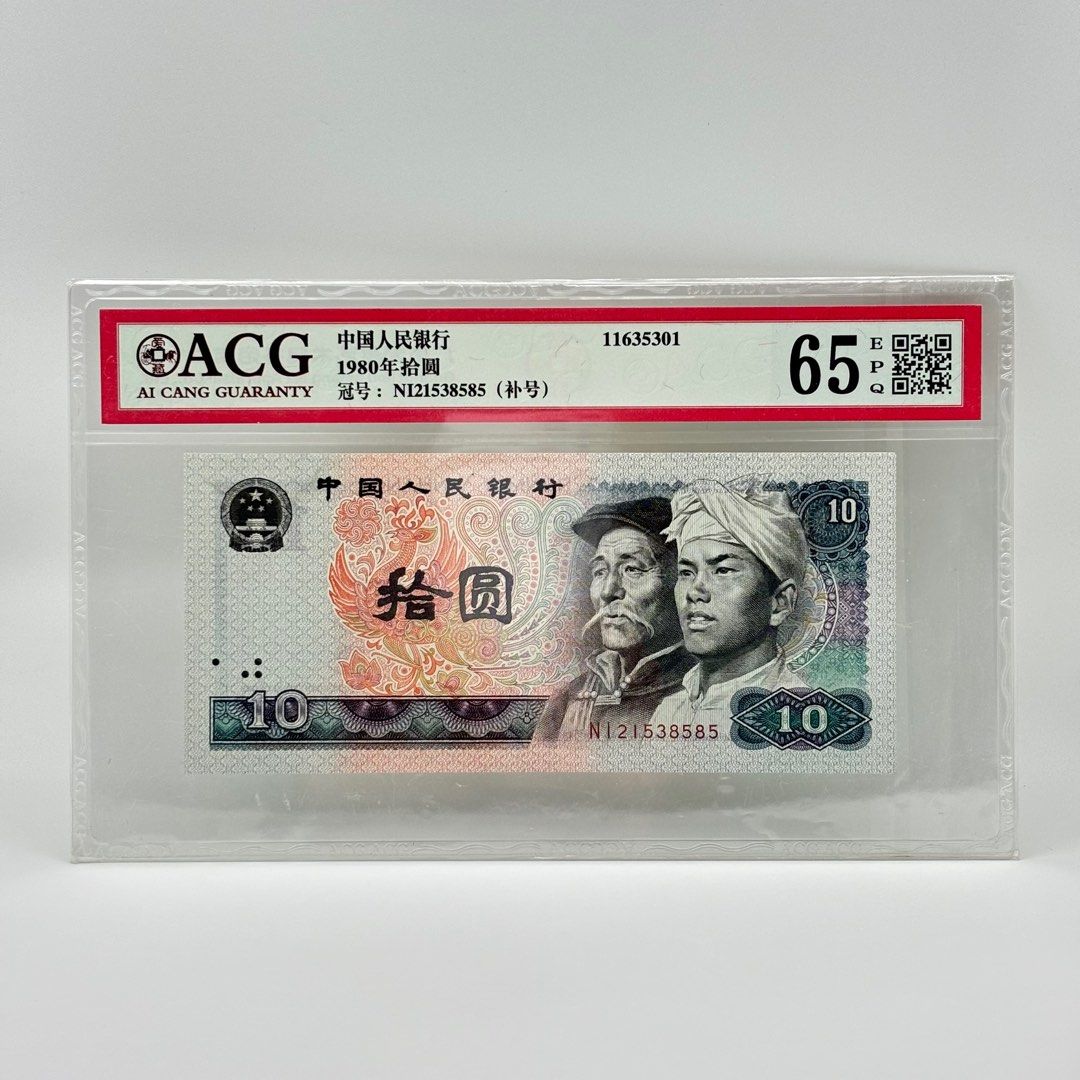 ACG
AI CANG GUARANTY
中国人民银行
1980年拾圆
冠号：NI21538585（补号）
11635301
65
EPQ
中国人民银行
10
拾圆
10
NI21538585
10